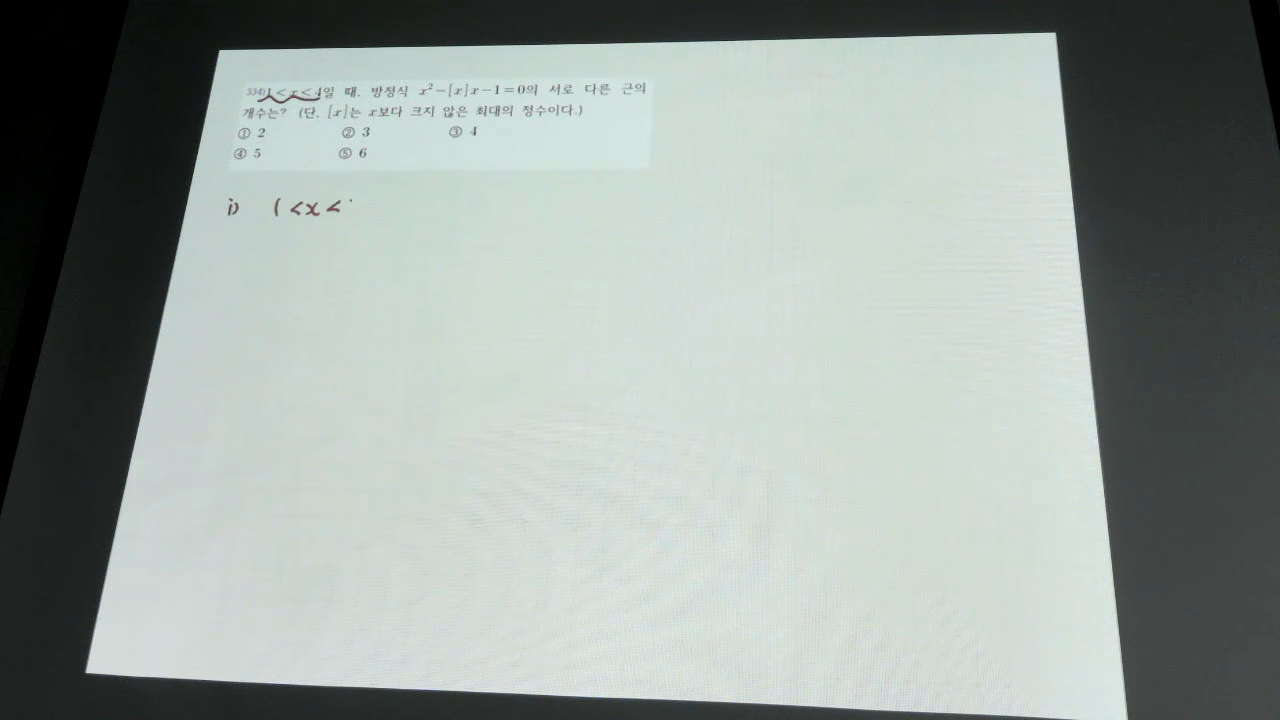 334) 1<x<4일 때, 방정식 x²-[x]x-1=0의 서로 다른 근의
개수는? (단, [x]는 x보다 크지 않은 최대의 정수이다.)
① 2 ② 3 ③ 4
④ 5 ⑤ 6
i) 1<x<